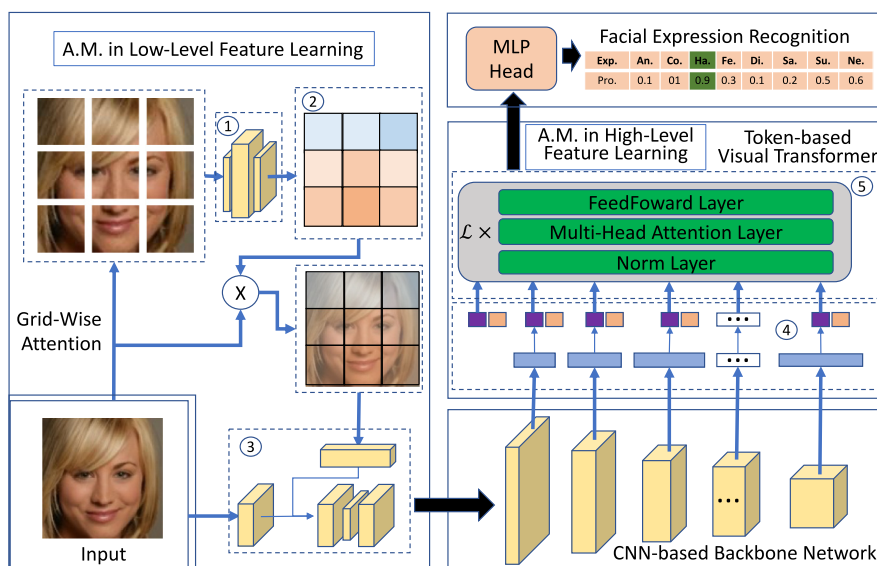 A.M. in Low-Level Feature Learning
1
2
Grid-Wise
Attention
X
3
Input
MLP
Head
Facial Expression Recognition
Exp. An. Co. Ha. Fe. Di. Sa. Su. Ne.
Pro. 0.1 01 0.9 0.3 0.1 0.2 0.5 0.6
A.M. in High-Level
Feature Learning
Token-based
Visual Transformer
5
FeedFoward Layer
ℒ ×
Multi-Head Attention Layer
Norm Layer
...
4
...
...
CNN-based Backbone Network